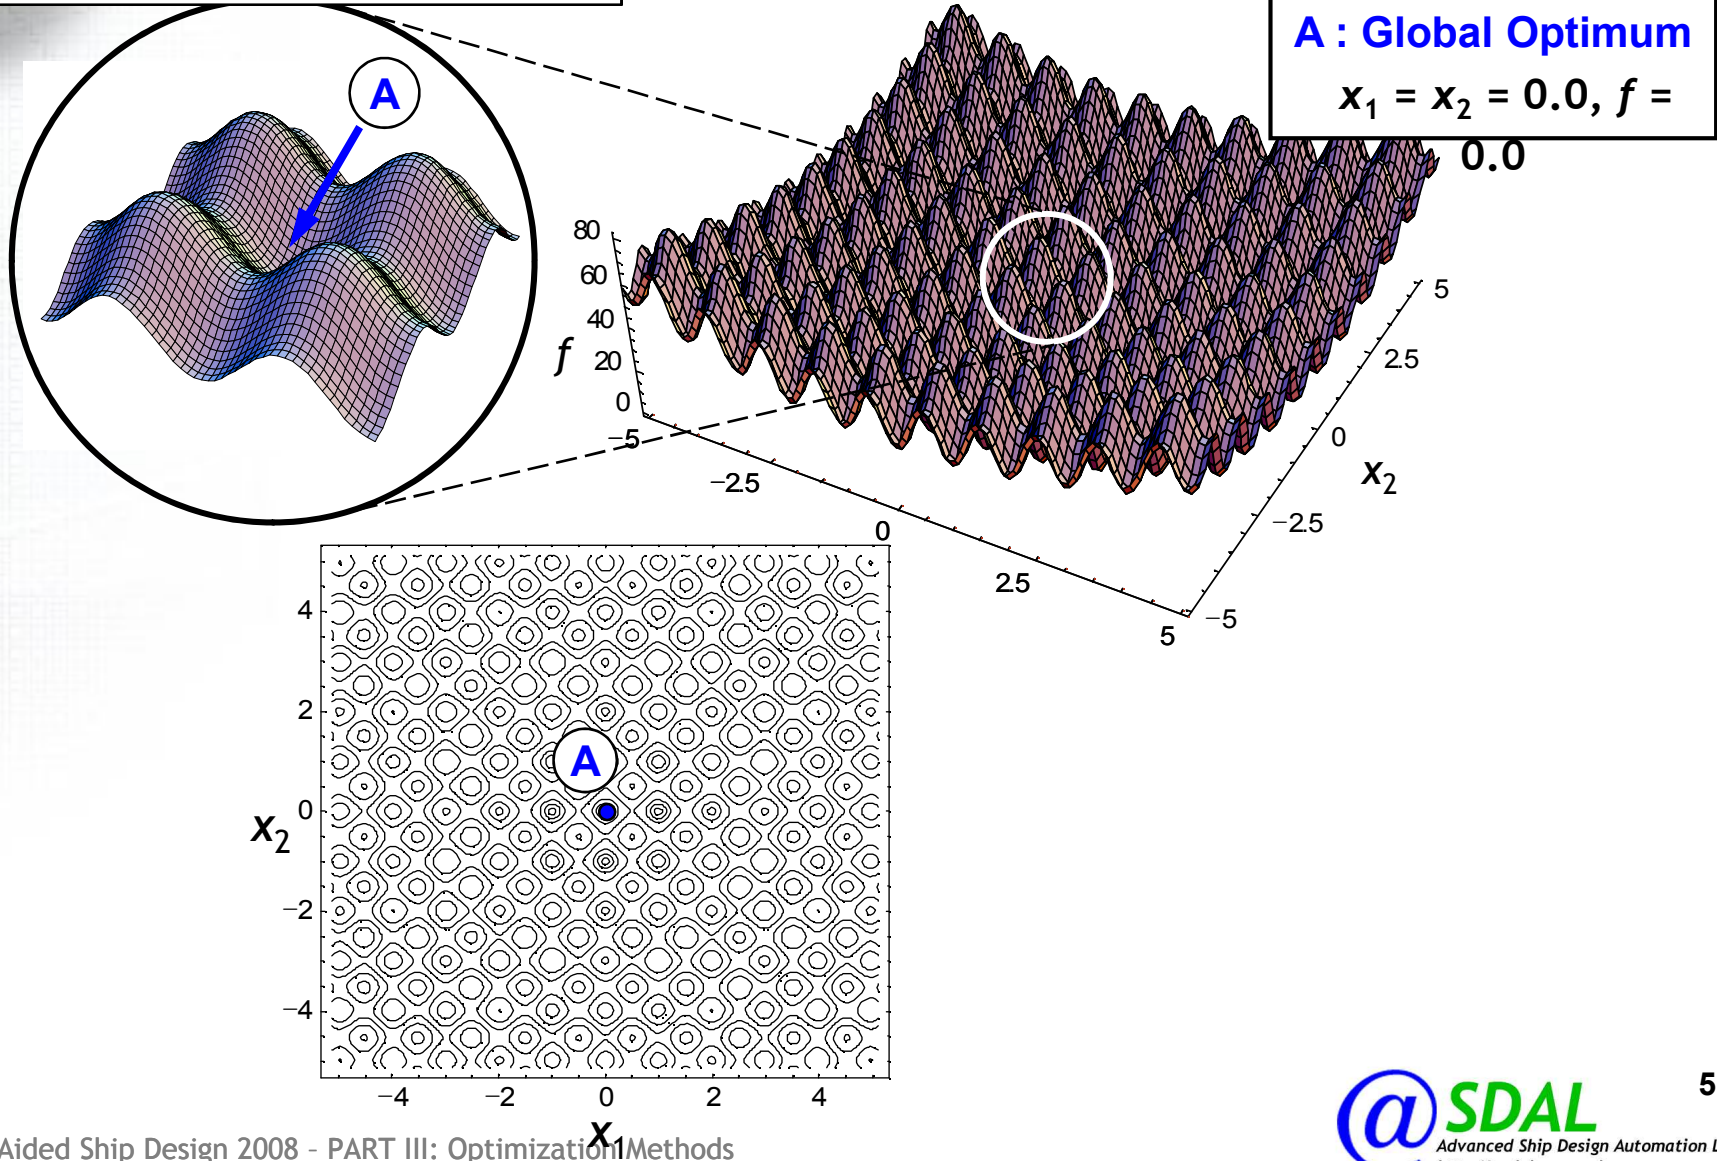 A : Global Optimum
x1 = x2 = 0.0, f =
0.0
A
80
60
40
20
0
f
−5
−2.5
0
2.5
5
5
2.5
0
−2.5
−5
x2
4
2
0
−2
−4
x2
A
−4
−2
0
2
4
x1
Aided Ship Design 2008 – PART III: Optimization Methods
@ SDAL
Advanced Ship Design Automation
5